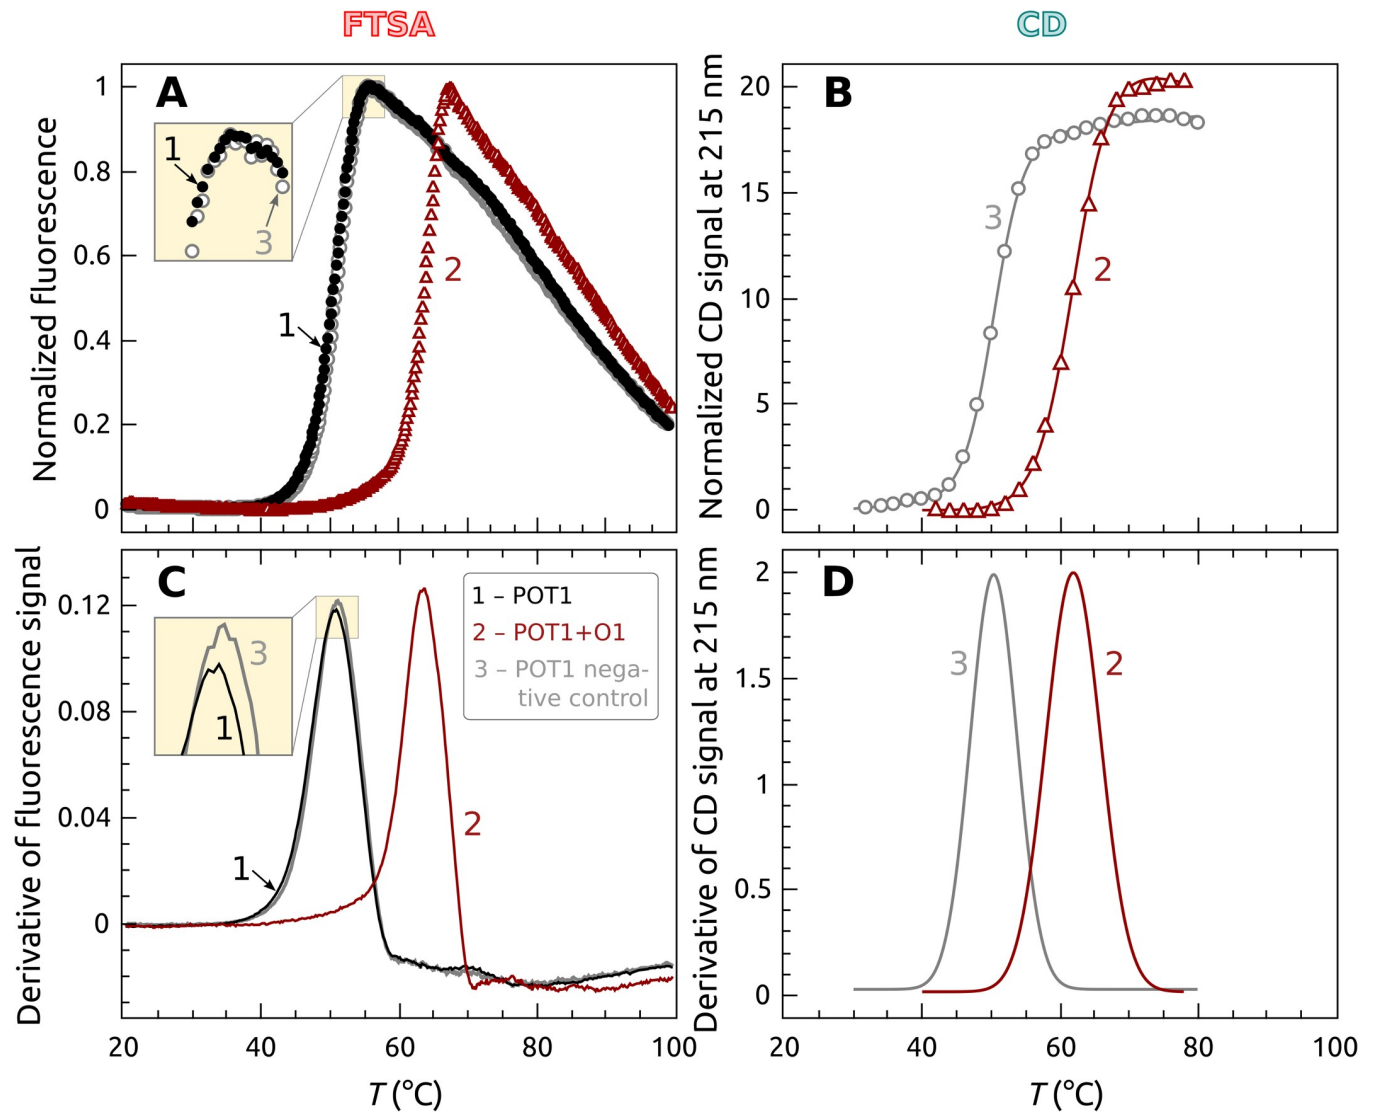 FTSA
CD
A
Normalized fluorescence
1
0.8
0.6
0.4
0.2
0
1
3
1
2
B
Normalized CD signal at 215 nm
20
15
10
5
0
3
2
C
Derivative of fluorescence signal
0.12
0.08
0.04
0
3
1
1
2
1 – POT1
2 – POT1+O1
3 – POT1 nega-
tive control
20
40
60
80
100
T (°C)
D
Derivative of CD signal at 215 nm
2
1.5
1
0.5
0
3
2
20
40
60
80
100
T (°C)